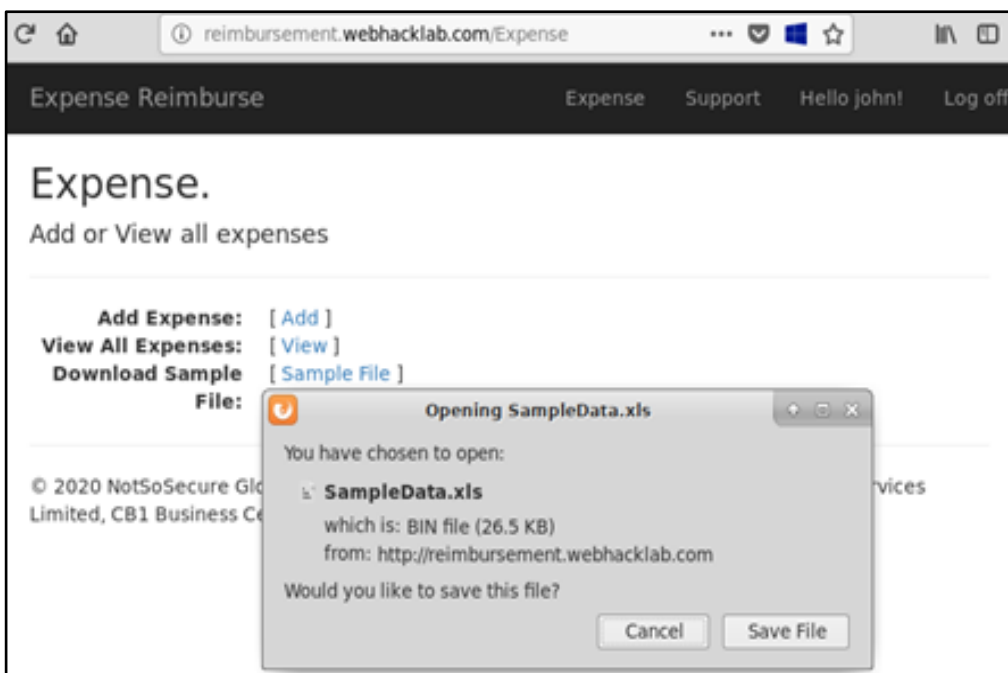 reimbursement.webhacklab.com/Expense
Expense Reimburse Expense Support Hello john! Log off
Expense.
Add or View all expenses
Add Expense: [ Add ]
View All Expenses: [ View ]
Download Sample [ Sample File ]
File:
Opening SampleData.xls
You have chosen to open:
SampleData.xls
which is: BIN file (26.5 KB)
from: http://reimbursement.webhacklab.com
Would you like to save this file?
Cancel Save File
© 2020 NotSoSecure Glo vices
Limited, CB1 Business Ce